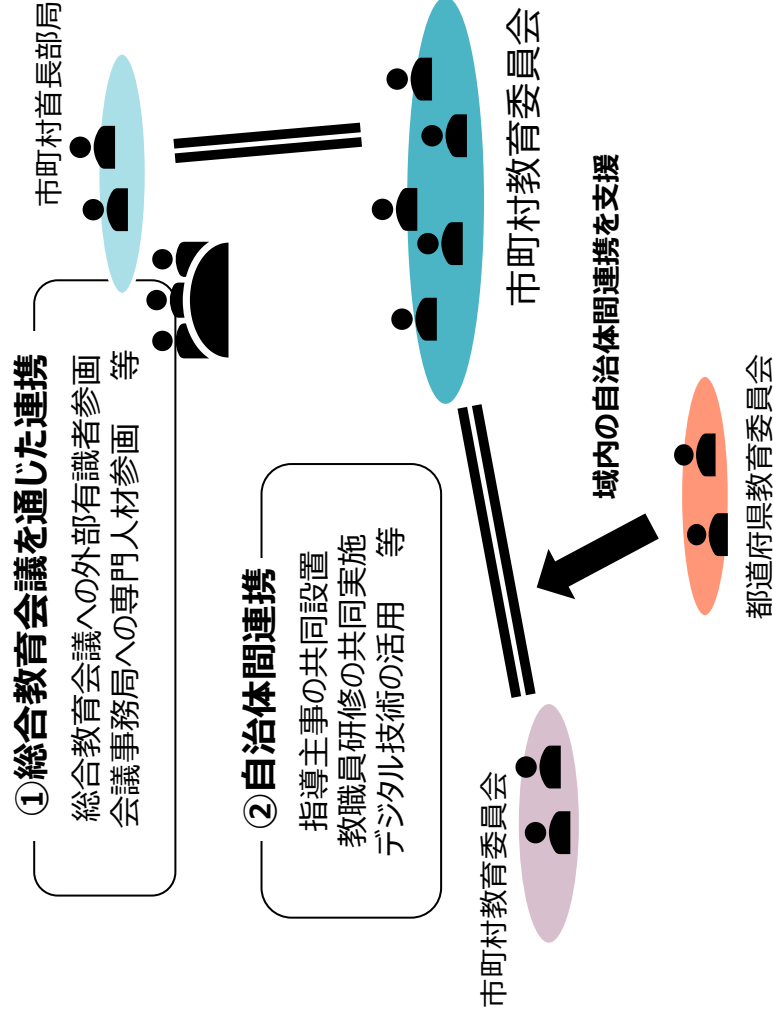 ①総合教育会議を通じた連携
総合教育会議への外部有識者参画
会議事務局への専門人材参画　等
市町村首長部局
②自治体間連携
指導主事の共同設置
教職員研修の共同実施
デジタル技術の活用　等
市町村教育委員会
市町村教育委員会
域内の自治体間連携を支援
都道府県教育委員会